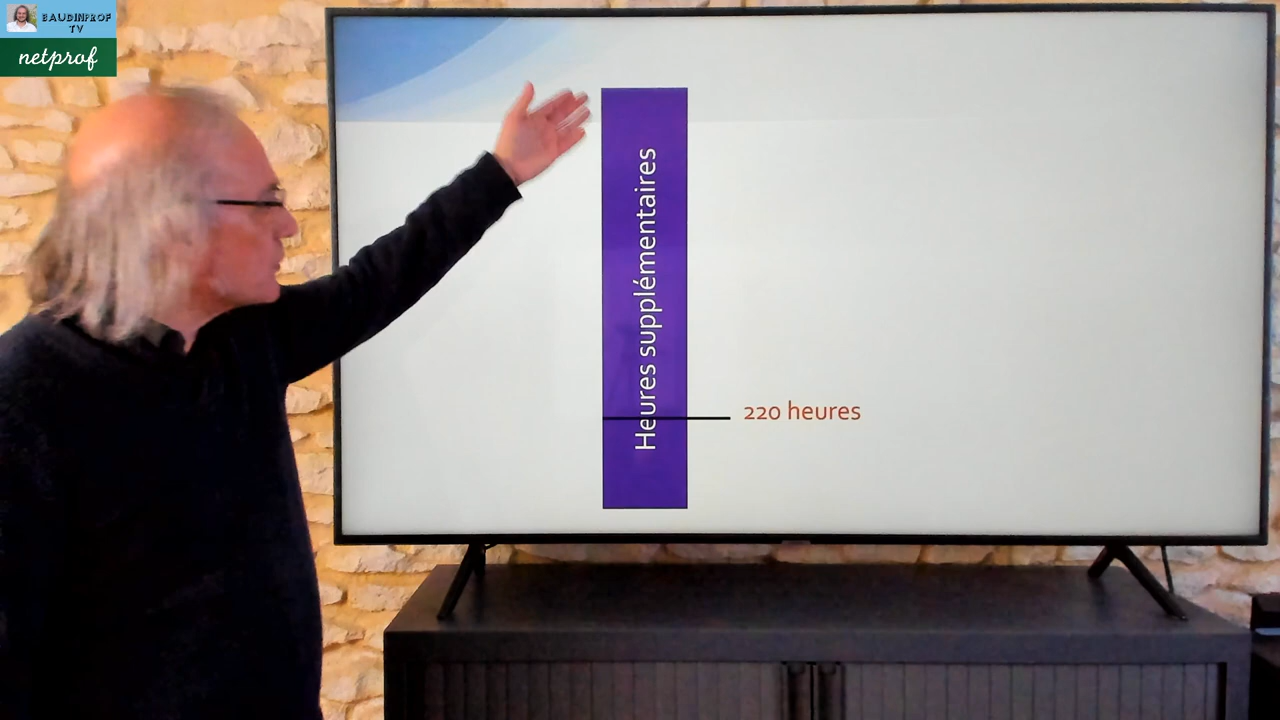 BAUDINPROF
TV
netprof
Heures supplémentaires
220 heures